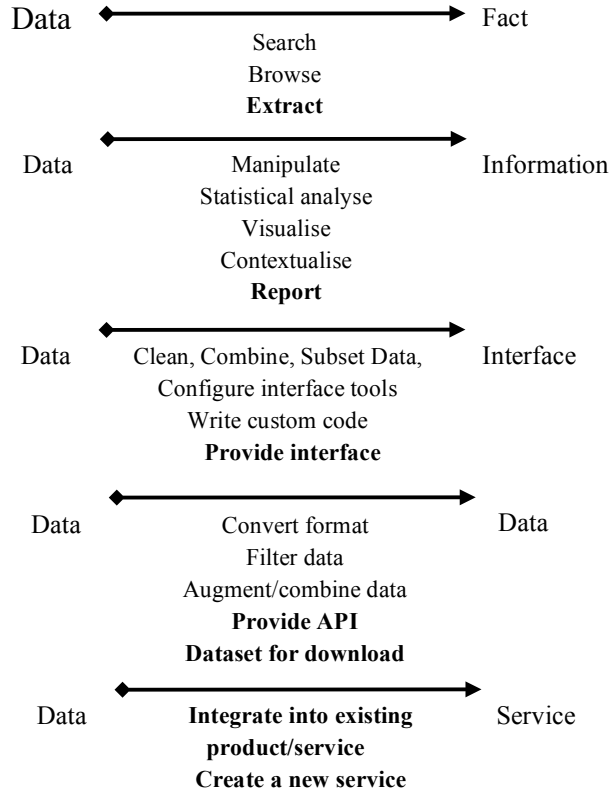 Data Fact
Search
Browse
Extract
Data Manipulate Information
Statistical analyse
Visualise
Contextualise
Report
Data Clean, Combine, Subset Data, Interface
Configure interface tools
Write custom code
Provide interface
Data Convert format Data
Filter data
Augment/combine data
Provide API
Dataset for download
Data Integrate into existing Service
product/service
Create a new service